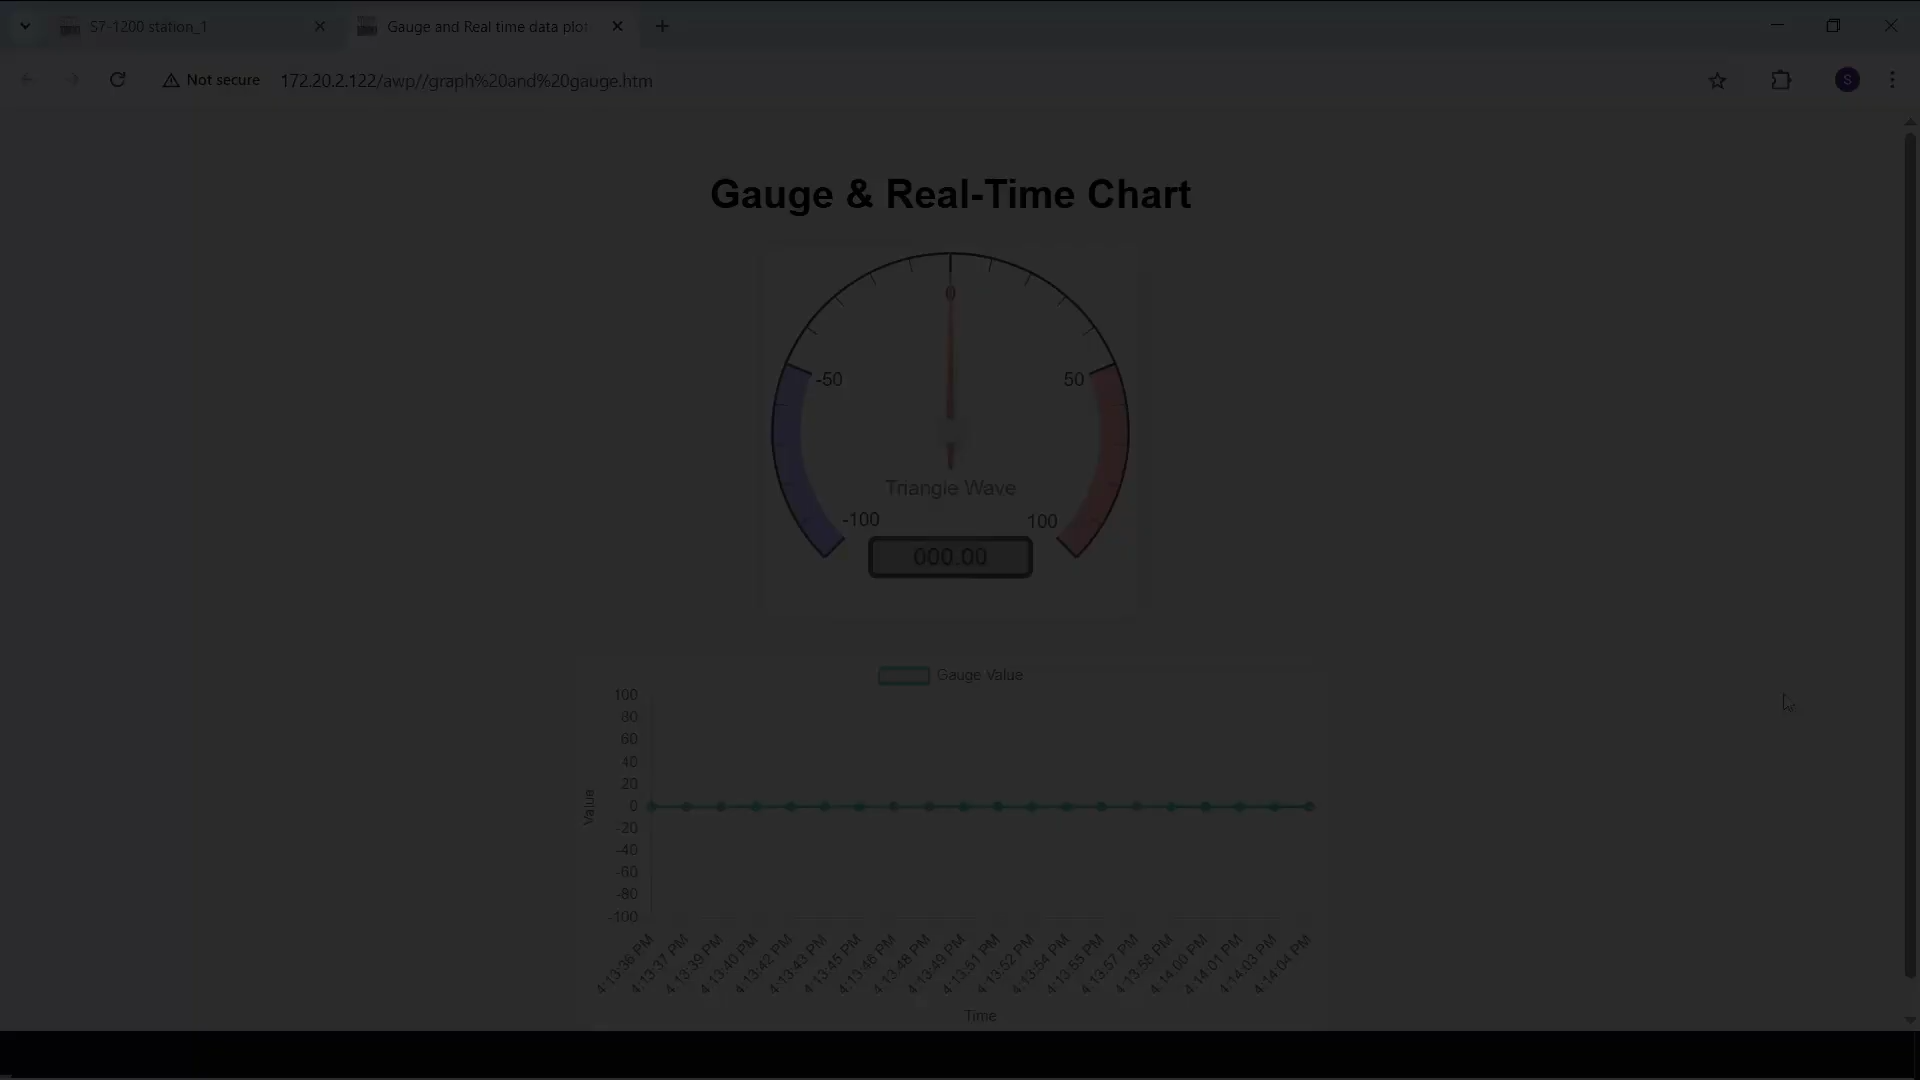 S7-1200 station_1
Gauge and Real time data plot
Not secure
172.20.2.122/awp//graph%20and%20gauge.htm
S
Gauge & Real-Time Chart
0
-50
50
Triangle Wave
-100
100
000.00
Gauge Value
100
80
60
40
20
0
-20
-40
-60
-80
-100
Value
4:13:36 PM
4:13:37 PM
4:13:39 PM
4:13:40 PM
4:13:42 PM
4:13:43 PM
4:13:45 PM
4:13:46 PM
4:13:48 PM
4:13:49 PM
4:13:51 PM
4:13:52 PM
4:13:54 PM
4:13:55 PM
4:13:57 PM
4:13:58 PM
4:14:00 PM
4:14:01 PM
4:14:03 PM
4:14:04 PM
Time